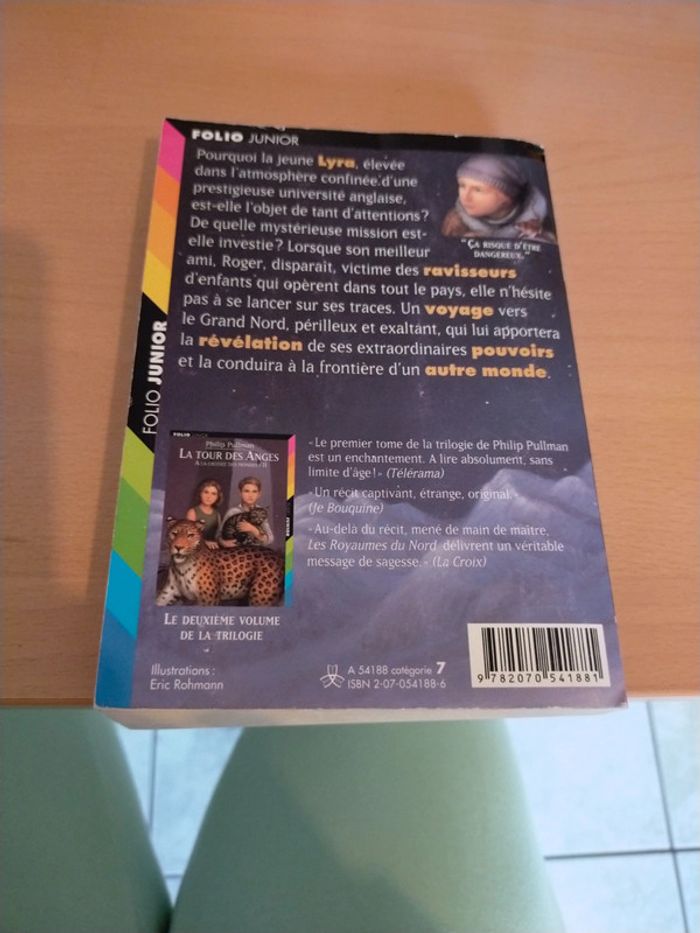 FOLIO JUNIOR
Pourquoi la jeune Lyra, élevée
dans l'atmosphère confinée d'une
prestigieuse université anglaise,
est-elle l'objet de tant d'attentions?
De quelle mystérieuse mission est-
elle investie? Lorsque son meilleur
ami, Roger, disparaît, victime des ravisseurs
d'enfants qui opèrent dans tout le pays, elle n'hésite
pas à se lancer sur ses traces. Un voyage vers
le Grand Nord, périlleux et exaltant, qui lui apportera
la révélation de ses extraordinaires pouvoirs
et la conduira à la frontière d'un autre monde.
"ÇA RISQUE D'ÊTRE
DANGEREUX."
FOLIO JUNIOR
FOLIO JUNIOR
Philip Pullman
LA TOUR DES ANGES
À LA CROISÉE DES MONDES / II
LE DEUXIÈME VOLUME
DE LA TRILOGIE
«Le premier tome de la trilogie de Philip Pullman
est un enchantement. A lire absolument, sans
limite d'âge!» (Télérama)
«Un récit captivant, étrange, original.»
(Je Bouquine)
«Au-delà du récit, mené de main de maître,
Les Royaumes du Nord délivrent un véritable
message de sagesse.» (La Croix)
Illustrations :
Eric Rohmann
A 54188 catégorie 7
ISBN 2-07-054188-6
9 782070 541881